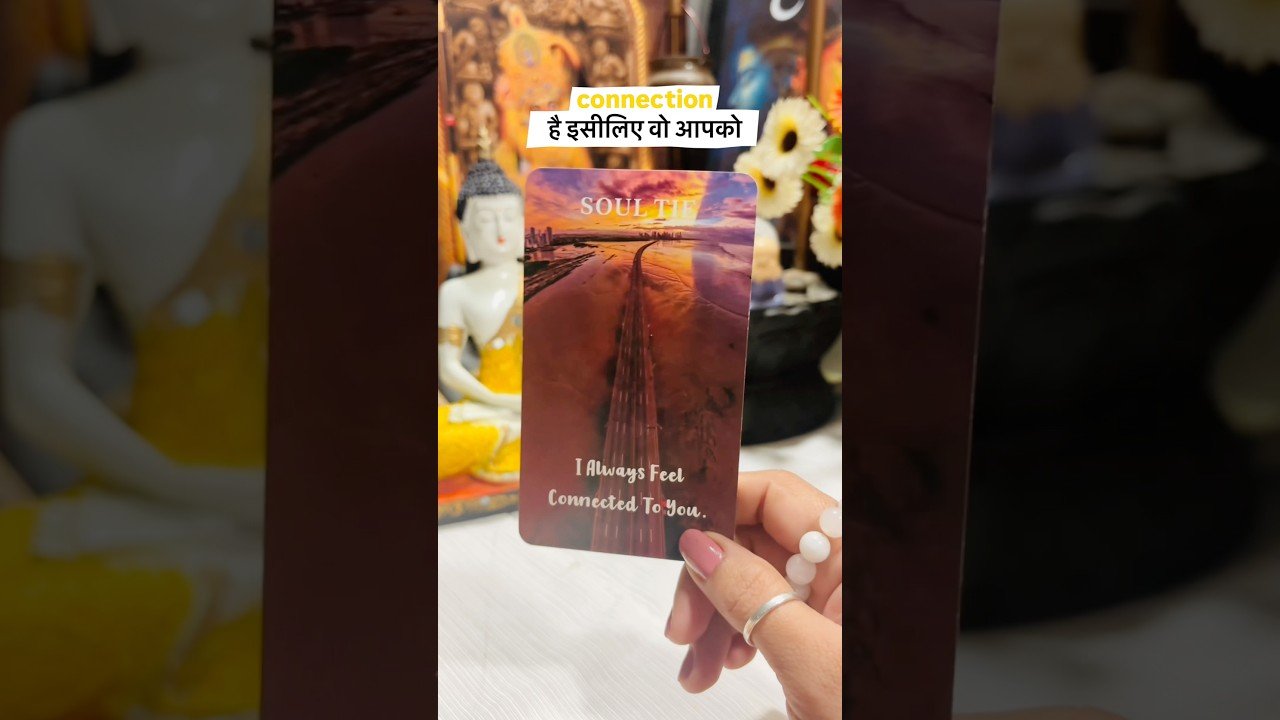 connection
है इसीलिए वो आपको
SOUL TIE
I Always Feel
Connected To You.